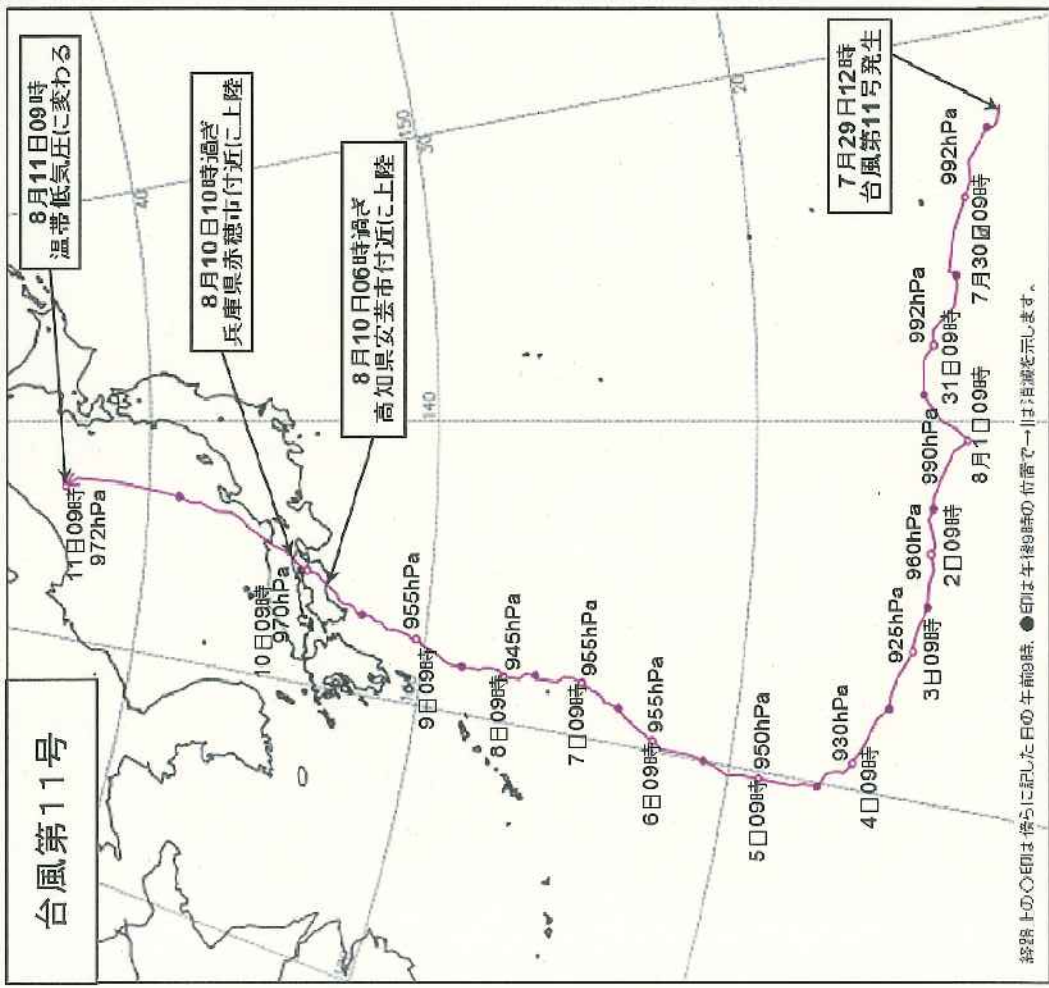 台風第11号
8月11日09時
温帯低気圧に変わる
8月10日10時過ぎ
兵庫県赤穂市付近に上陸
8月10日06時過ぎ
高知県安芸市付近に上陸
7月29日12時
台風第11号発生
11日09時
972hPa
10日09時
970hPa
9日09時
955hPa
8日09時
945hPa
7日09時
955hPa
6日09時
955hPa
5日09時
950hPa
4日09時
930hPa
3日09時
925hPa
2日09時
960hPa
8月1日09時
990hPa
31日09時
992hPa
7月30日09時
992hPa
40
150
30
140
20
経路上の○印は傍らに記した日の午前9時、●印は午後9時の位置で→|は消滅を示します。